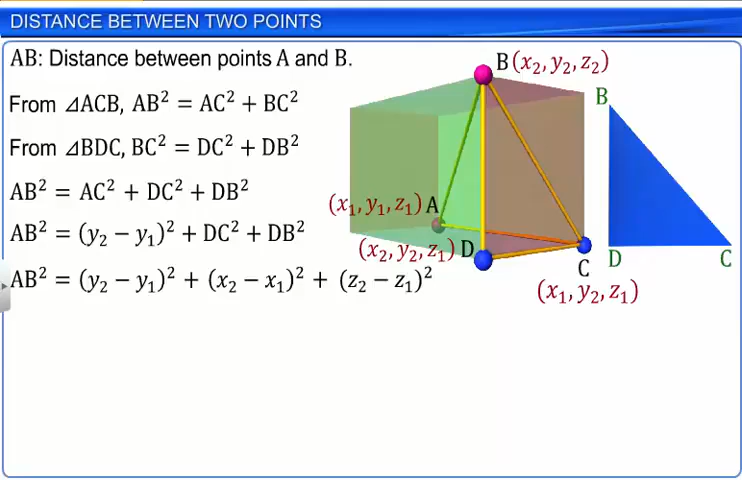 DISTANCE BETWEEN TWO POINTS
AB: Distance between points A and B.
From ⊿ACB, AB² = AC² + BC²
From ⊿BDC, BC² = DC² + DB²
AB² = AC² + DC² + DB²
AB² = (y₂ − y₁)² + DC² + DB²
AB² = (y₂ − y₁)² + (x₂ − x₁)² + (z₂ − z₁)²
B (x₂, y₂, z₂)
(x₁, y₁, z₁) A
(x₂, y₂, z₁) D
C
(x₁, y₂, z₁)
B
D C